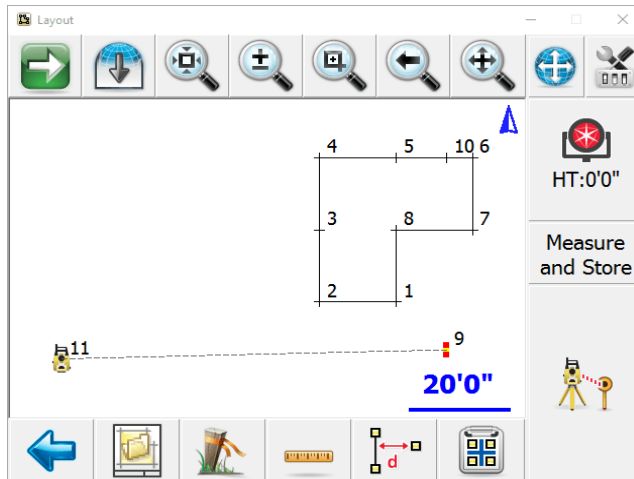 Layout
4 5 10 6
HT:0'0"
3 8 7
Measure
and Store
2 1
11 9
20'0"
d